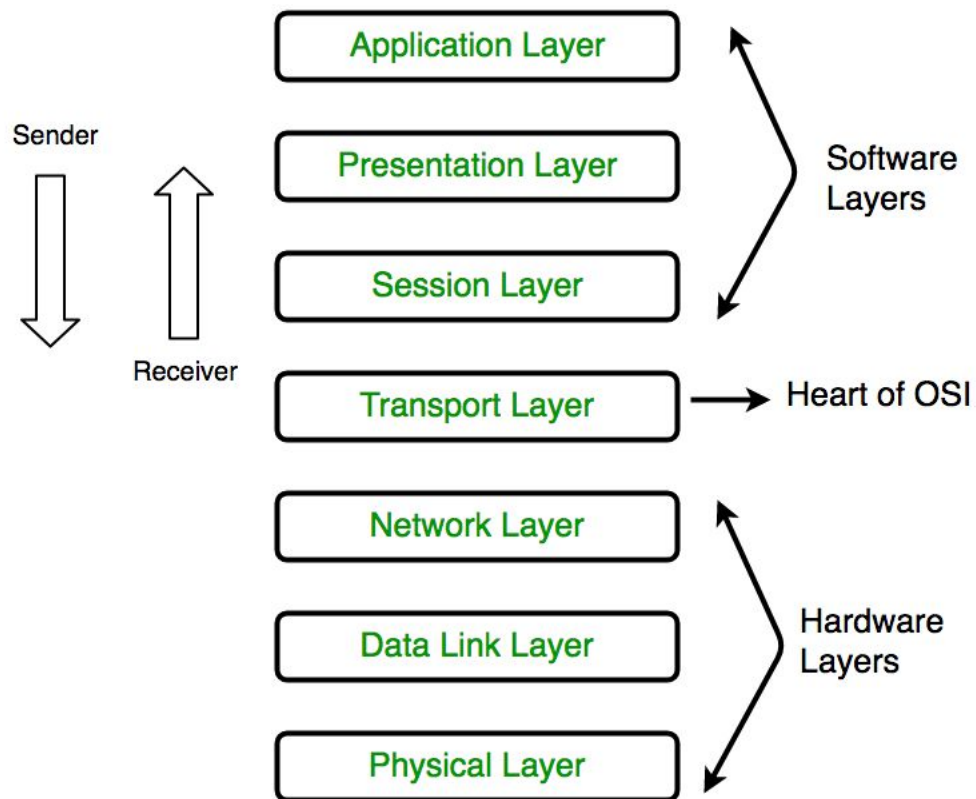 Application Layer
Sender
Presentation Layer
Software
Layers
Session Layer
Receiver
Transport Layer
Heart of OSI
Network Layer
Data Link Layer
Hardware
Layers
Physical Layer